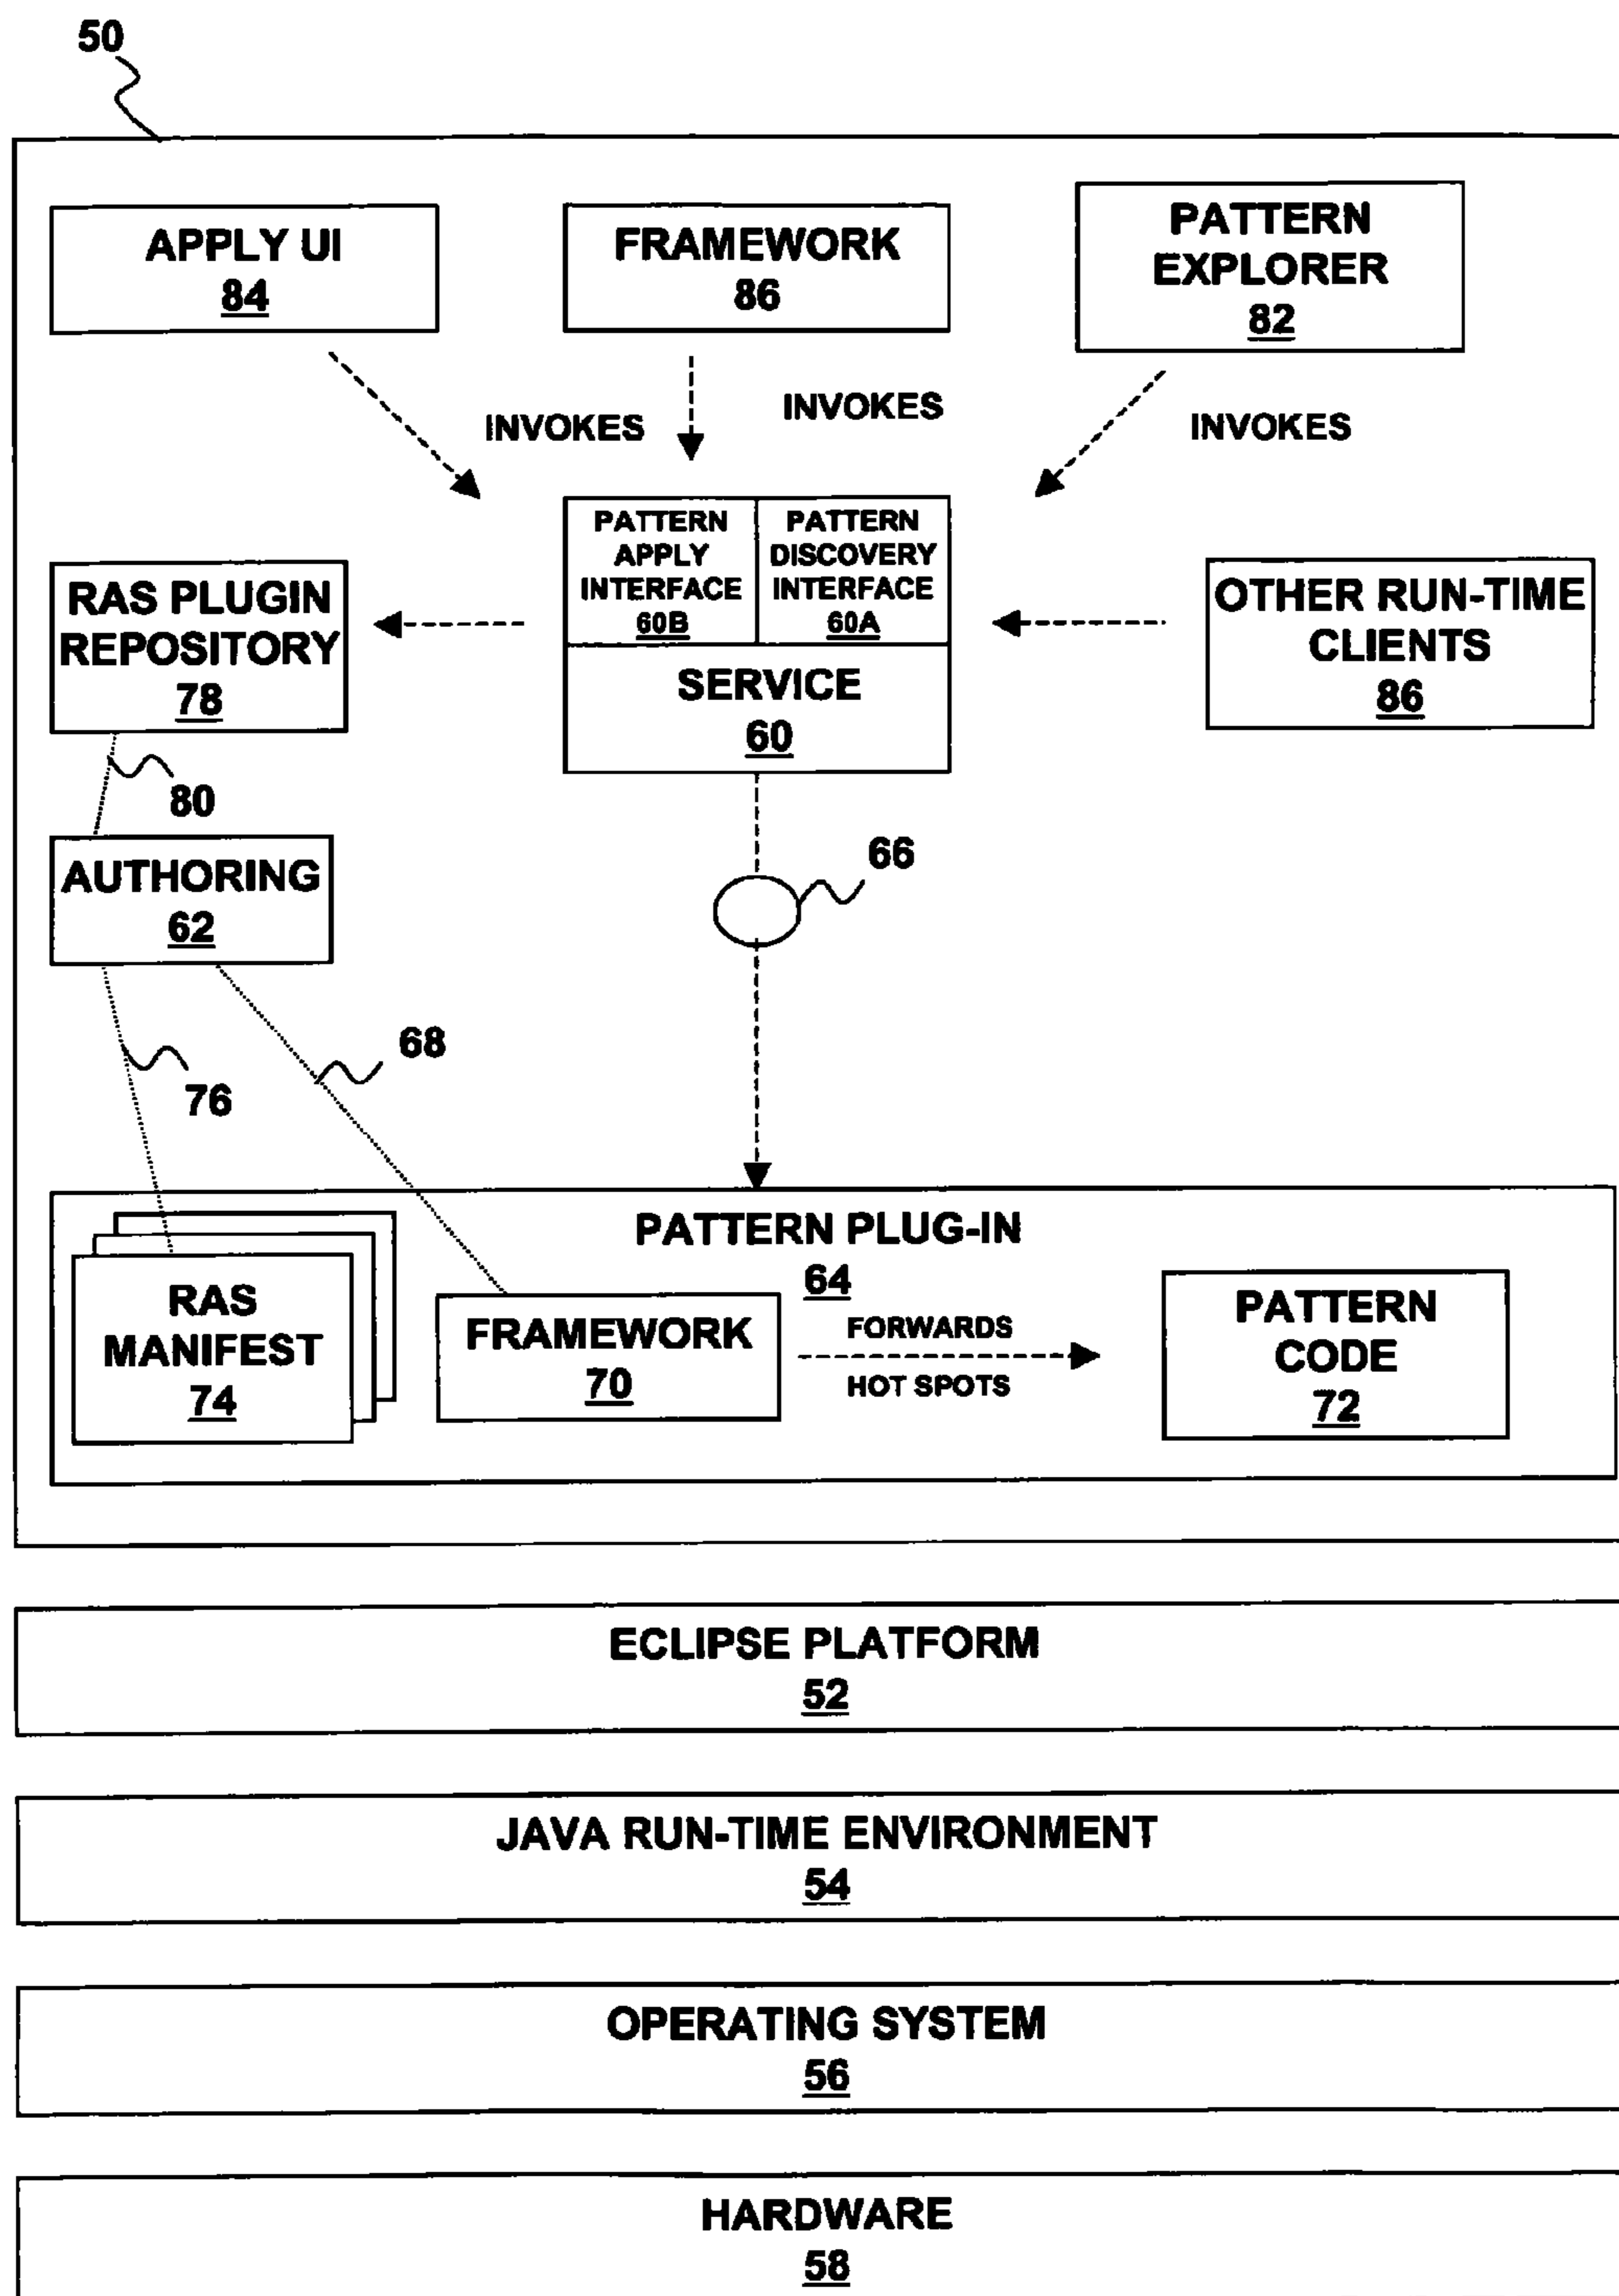 50
APPLY UI
84
FRAMEWORK
86
PATTERN
EXPLORER
82
INVOKES
INVOKES
INVOKES
PATTERN
APPLY
INTERFACE
60B
PATTERN
DISCOVERY
INTERFACE
60A
SERVICE
60
RAS PLUGIN
REPOSITORY
78
OTHER RUN-TIME
CLIENTS
86
80
AUTHORING
62
66
76
68
PATTERN PLUG-IN
64
RAS
MANIFEST
74
FRAMEWORK
70
FORWARDS
HOT SPOTS
PATTERN
CODE
72
ECLIPSE PLATFORM
52
JAVA RUN-TIME ENVIRONMENT
54
OPERATING SYSTEM
56
HARDWARE
58